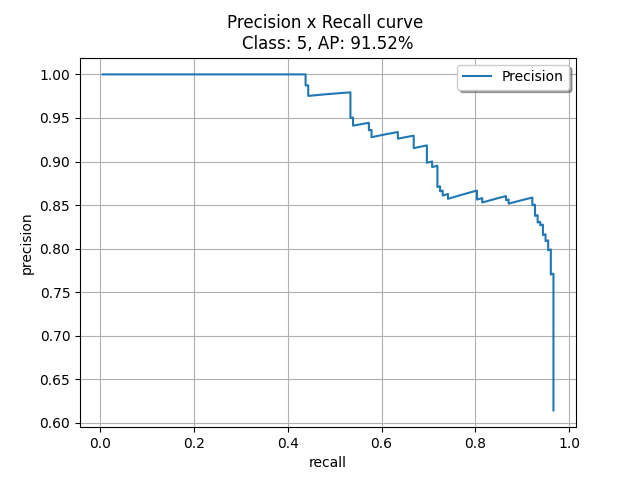 Precision x Recall curve
Class: 5, AP: 91.52%
Precision
precision
1.00
0.95
0.90
0.85
0.80
0.75
0.70
0.65
0.60
0.0 0.2 0.4 0.6 0.8 1.0
recall